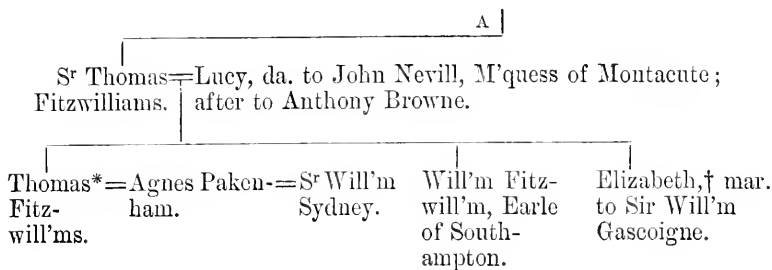 A
Sr Thomas=Lucy, da. to John Nevill, M'quess of Montacute;
Fitzwilliams. after to Anthony Browne.
Thomas*=Agnes Paken-=Sr Will'm Will'm Fitz- Elizabeth,† mar.
Fitz- ham. Sydney. will'm, Earle to Sir Will'm
will'ms. of South- Gascoigne.
ampton.